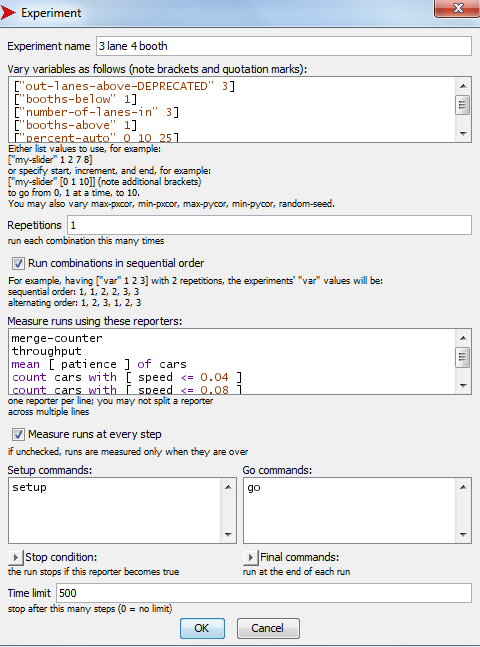 Experiment
Experiment name 3 lane 4 booth
Vary variables as follows (note brackets and quotation marks):
["out-lanes-above-DEPRECATED" 3]
["booths-below" 1]
["number-of-lanes-in" 3]
["booths-above" 1]
["percent-auto" 0 10 25]
Either list values to use, for example:
["my-slider" 1 2 7 8]
or specify start, increment, and end, for example:
["my-slider" [0 1 10]] (note additional brackets)
to go from 0, 1 at a time, to 10.
You may also vary max-pxcor, min-pxcor, max-pycor, min-pycor, random-seed.
Repetitions 1
run each combination this many times
Run combinations in sequential order
For example, having ["var" 1 2 3] with 2 repetitions, the experiments' "var" values will be:
sequential order: 1, 1, 2, 2, 3, 3
alternating order: 1, 2, 3, 1, 2, 3
Measure runs using these reporters:
merge-counter
throughput
mean [ patience ] of cars
count cars with [ speed <= 0.04 ]
count cars with [ speed <= 0.08 ]
one reporter per line; you may not split a reporter
across multiple lines
Measure runs at every step
if unchecked, runs are measured only when they are over
Setup commands: Go commands:
setup go
Stop condition: Final commands:
the run stops if this reporter becomes true run at the end of each run
Time limit 500
stop after this many steps (0 = no limit)
OK Cancel